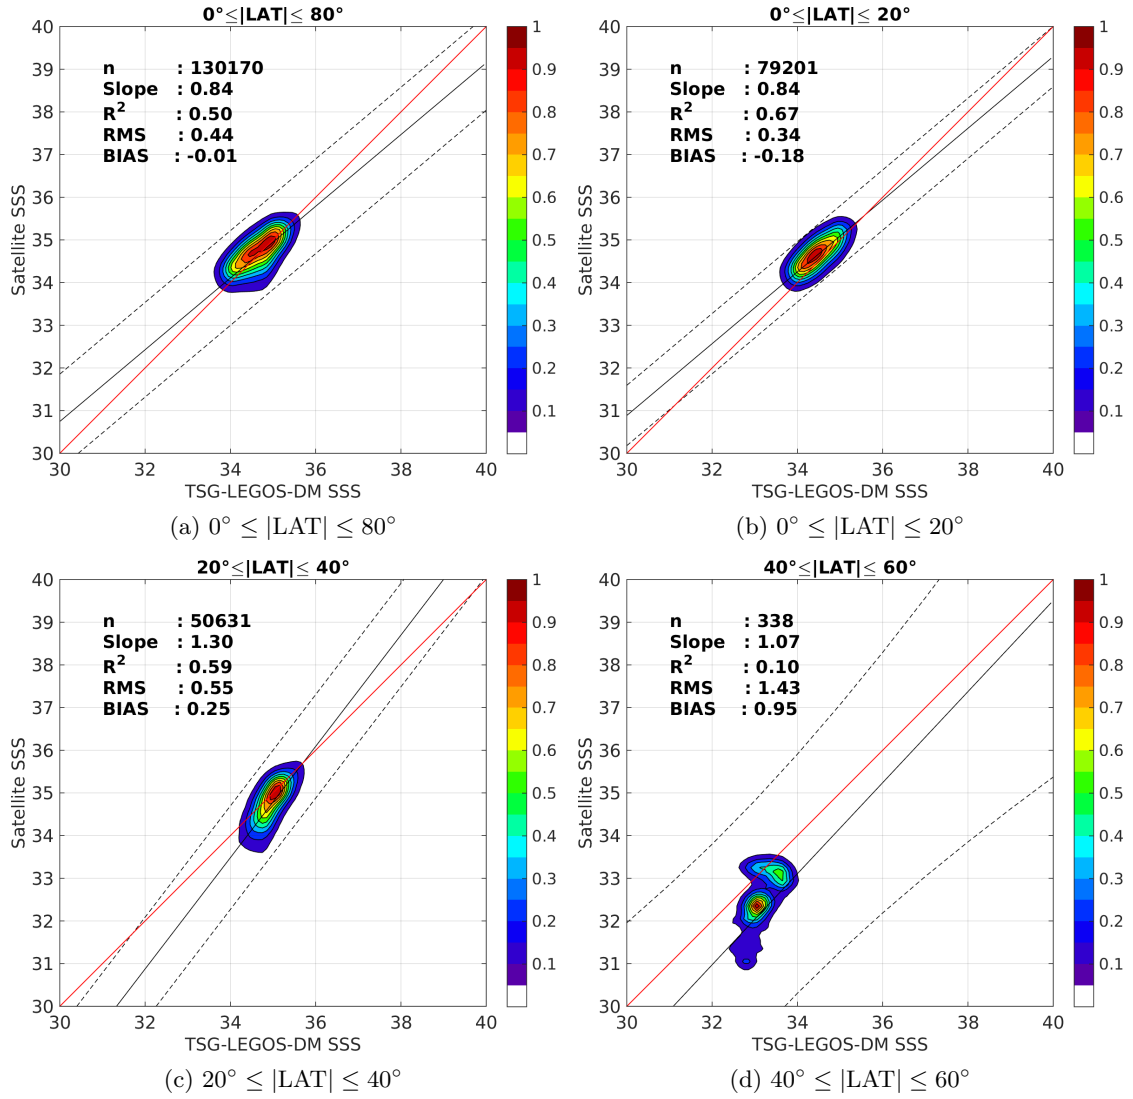 0°≤|LAT|≤ 80°
n : 130170
Slope : 0.84
R² : 0.50
RMS : 0.44
BIAS : -0.01
Satellite SSS
40
39
38
37
36
35
34
33
32
31
30
30 32 34 36 38 40
TSG-LEGOS-DM SSS
1
0.9
0.8
0.7
0.6
0.5
0.4
0.3
0.2
0.1
(a) 0° ≤ |LAT| ≤ 80°
0°≤|LAT|≤ 20°
n : 79201
Slope : 0.84
R² : 0.67
RMS : 0.34
BIAS : -0.18
Satellite SSS
40
39
38
37
36
35
34
33
32
31
30
30 32 34 36 38 40
TSG-LEGOS-DM SSS
1
0.9
0.8
0.7
0.6
0.5
0.4
0.3
0.2
0.1
(b) 0° ≤ |LAT| ≤ 20°
20°≤|LAT|≤ 40°
n : 50631
Slope : 1.30
R² : 0.59
RMS : 0.55
BIAS : 0.25
Satellite SSS
40
39
38
37
36
35
34
33
32
31
30
30 32 34 36 38 40
TSG-LEGOS-DM SSS
1
0.9
0.8
0.7
0.6
0.5
0.4
0.3
0.2
0.1
(c) 20° ≤ |LAT| ≤ 40°
40°≤|LAT|≤ 60°
n : 338
Slope : 1.07
R² : 0.10
RMS : 1.43
BIAS : 0.95
Satellite SSS
40
39
38
37
36
35
34
33
32
31
30
30 32 34 36 38 40
TSG-LEGOS-DM SSS
1
0.9
0.8
0.7
0.6
0.5
0.4
0.3
0.2
0.1
(d) 40° ≤ |LAT| ≤ 60°